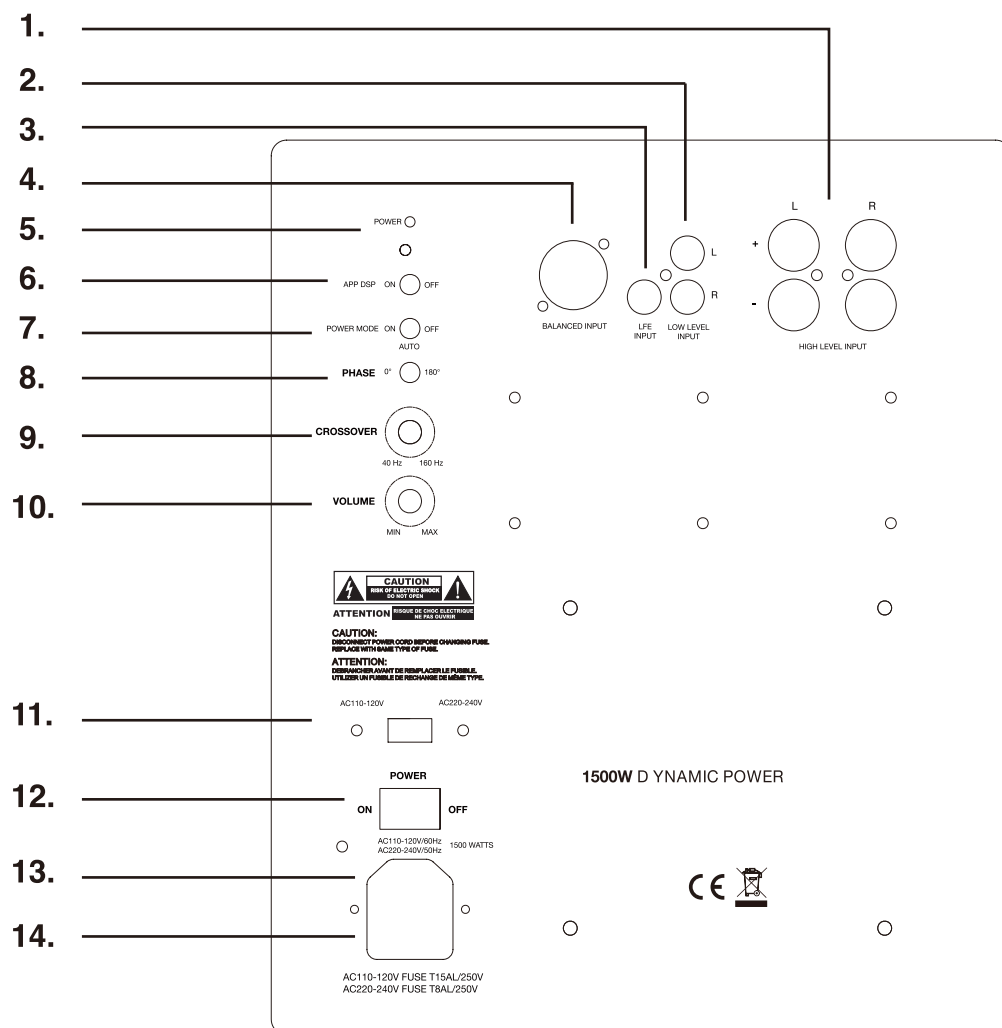 1.
2.
3.
4.
5.
6.
7.
8.
9.
10.
11.
12.
13.
14.
POWER
APP DSP ON OFF
POWER MODE ON OFF
AUTO
PHASE 0° 180°
CROSSOVER
40 Hz 160 Hz
VOLUME
MIN MAX
BALANCED INPUT
LFE
INPUT
L
R
LOW LEVEL
INPUT
L R
+
-
HIGH LEVEL INPUT
CAUTION
RISK OF ELECTRIC SHOCK
DO NOT OPEN
ATTENTION RISQUE DE CHOC ELECTRIQUE
NE PAS OUVRIR
CAUTION:
DISCONNECT POWER CORD BEFORE CHANGING FUSE.
REPLACE WITH SAME TYPE OF FUSE.
ATTENTION:
DEBRANCHER AVANT DE REMPLACER LE FUSIBLE.
UTILIZER UN FUSIBLE DE RECHANGE DE MÊME TYPE.
AC110-120V AC220-240V
POWER
ON OFF
AC110-120V/60Hz
AC220-240V/50Hz
1500 WATTS
AC110-120V FUSE T15AL/250V
AC220-240V FUSE T8AL/250V
1500W D YNAMIC POWER
CE